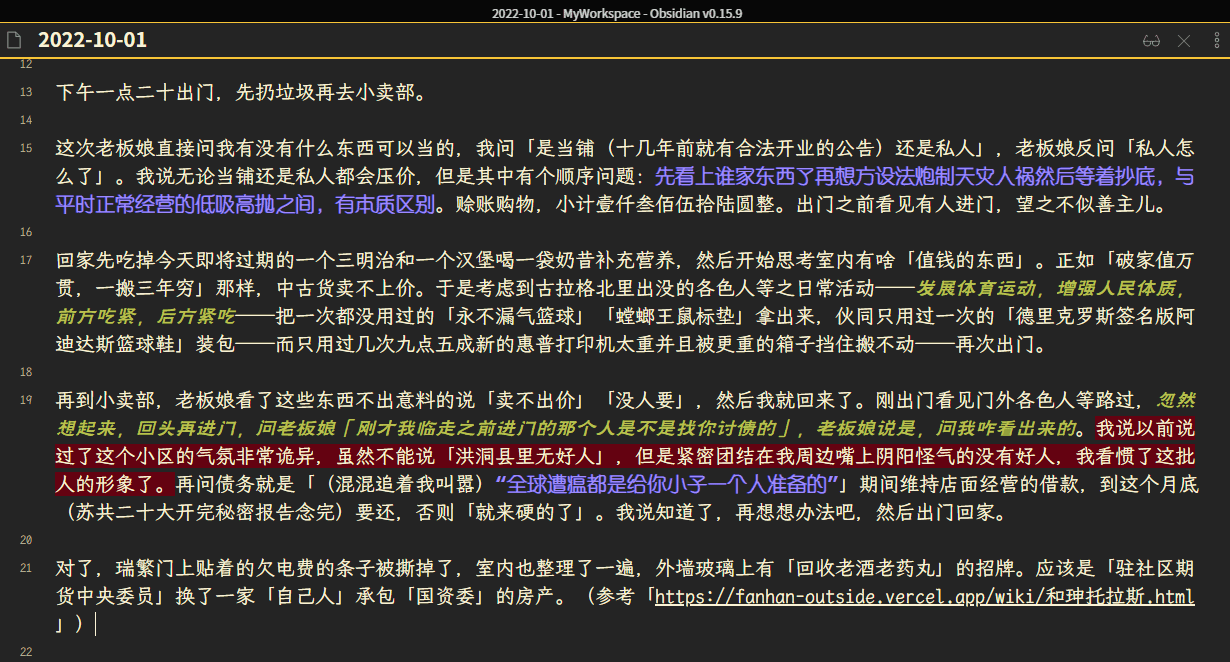 2022-10-01 - MyWorkspace - Obsidian v0.15.9
2022-10-01
12
13 下午一点二十出门，先扔垃圾再去小卖部。
14
15 这次老板娘直接问我有没有什么东西可以当的，我问「是当铺（十几年前就有合法开业的公告）还是私人」，老板娘反问「私人怎
么了」。我说无论当铺还是私人都会压价，但是其中有个顺序问题：先看上谁家东西了再想方设法炮制天灾人祸然后等着抄底，与
平时正常经营的低吸高抛之间，有本质区别。赊账购物，小计壹仟叁佰伍拾陆圆整。出门之前看见有人进门，望之不似善主儿。
16
17 回家先吃掉今天即将过期的一个三明治和一个汉堡喝一袋奶昔补充营养，然后开始思考室内有啥「值钱的东西」。正如「破家值万
贯，一搬三年穷」那样，中古货卖不上价。于是考虑到古拉格北里出没的各色人等之日常活动——发展体育运动，增强人民体质，
前方吃紧，后方紧吃——把一次都没用过的「永不漏气篮球」「螳螂王鼠标垫」拿出来，伙同只用过一次的「德里克罗斯签名版阿
迪达斯篮球鞋」装包——而只用过几次九点五成新的惠普打印机太重并且被更重的箱子挡住搬不动——再次出门。
18
19 再到小卖部，老板娘看了这些东西不出意料的说「卖不出价」「没人要」，然后我就回来了。刚出门看见门外各色人等路过，忽然
想起来，回头再进门，问老板娘「刚才我临走之前进门的那个人是不是找你讨债的」，老板娘说是，问我咋看出来的。我说以前说
过了这个小区的气氛非常诡异，虽然不能说「洪洞县里无好人」，但是紧密团结在我周边嘴上阴阳怪气的没有好人，我看惯了这批
人的形象了。再问债务就是「（混混追着我叫嚣）“全球遭瘟都是给你小子一个人准备的”」期间维持店面经营的借款，到这个月底
（苏共二十大开完秘密报告念完）要还，否则「就来硬的了」。我说知道了，再想想办法吧，然后出门回家。
20
21 对了，瑞繁门上贴着的欠电费的条子被撕掉了，室内也整理了一遍，外墙玻璃上有「回收老酒老药丸」的招牌。应该是「驻社区期
货中央委员」换了一家「自己人」承包「国资委」的房产。（参考「https://fanhan-outside.vercel.app/wiki/和珅托拉斯.html
」）
22